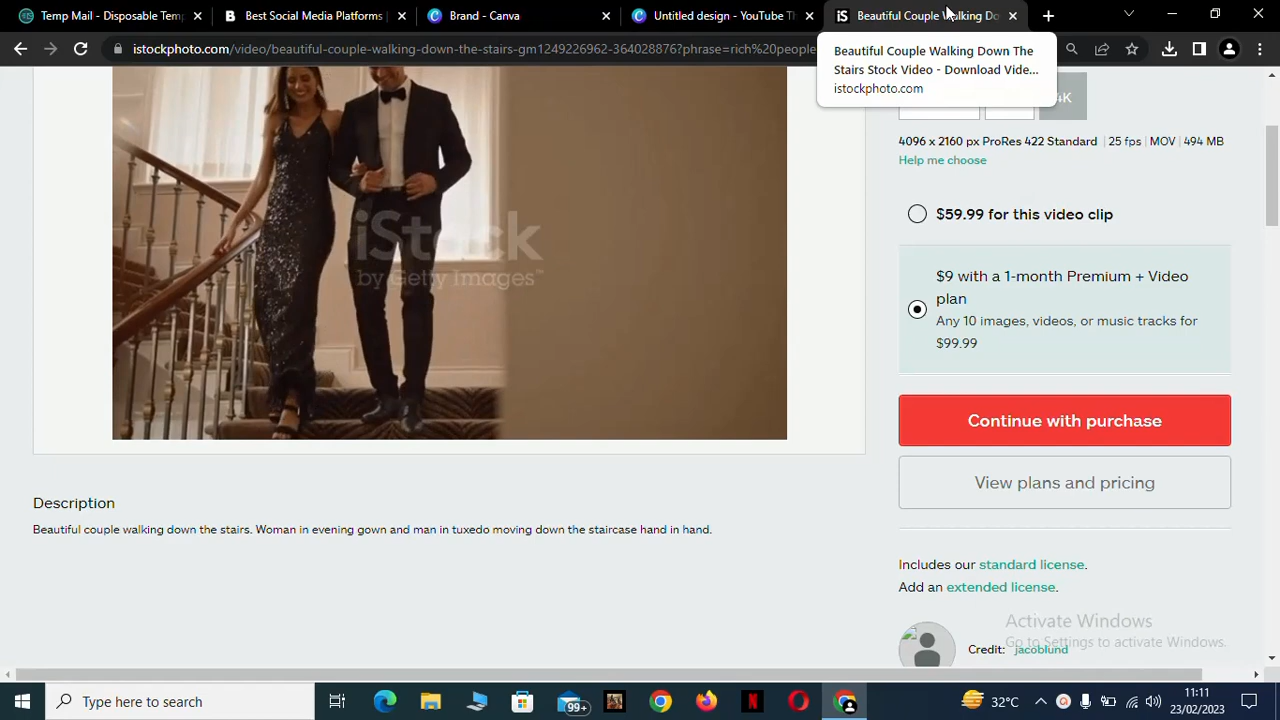 Temp Mail - Disposable Tem
Best Social Media Platforms
Brand - Canva
Untitled design - YouTube T
iS
Beautiful Couple Walking Do
istockphoto.com/video/beautiful-couple-walking-down-the-stairs-gm1249226962-364028876?phrase=rich%20people
Beautiful Couple Walking Down The
Stairs Stock Video - Download Vide...
istockphoto.com
4K
4096 x 2160 px ProRes 422 Standard | 25 fps | MOV | 494 MB
Help me choose
$59.99 for this video clip
$9 with a 1-month Premium + Video
plan
Any 10 images, videos, or music tracks for
$99.99
iStock
by Getty Images™
Continue with purchase
View plans and pricing
Description
Beautiful couple walking down the stairs. Woman in evening gown and man in tuxedo moving down the staircase hand in hand.
Includes our standard license.
Add an extended license.
Activate Windows
Go to Settings to activate Windows.
Credit: jacoblund
Type here to search
99+
32°C
11:11
23/02/2023